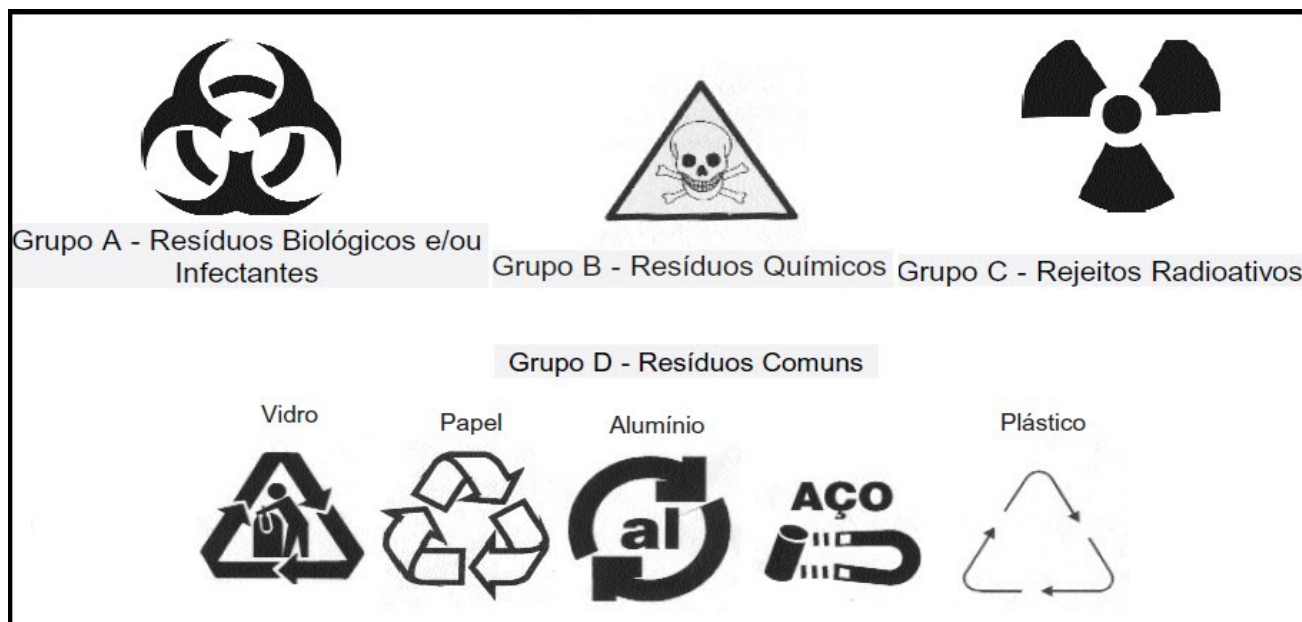 Grupo A - Resíduos Biológicos e/ou
Infectantes
Grupo B - Resíduos Químicos
Grupo C - Rejeitos Radioativos
Grupo D - Resíduos Comuns
Vidro
Papel
Alumínio
Plástico
al
AÇO